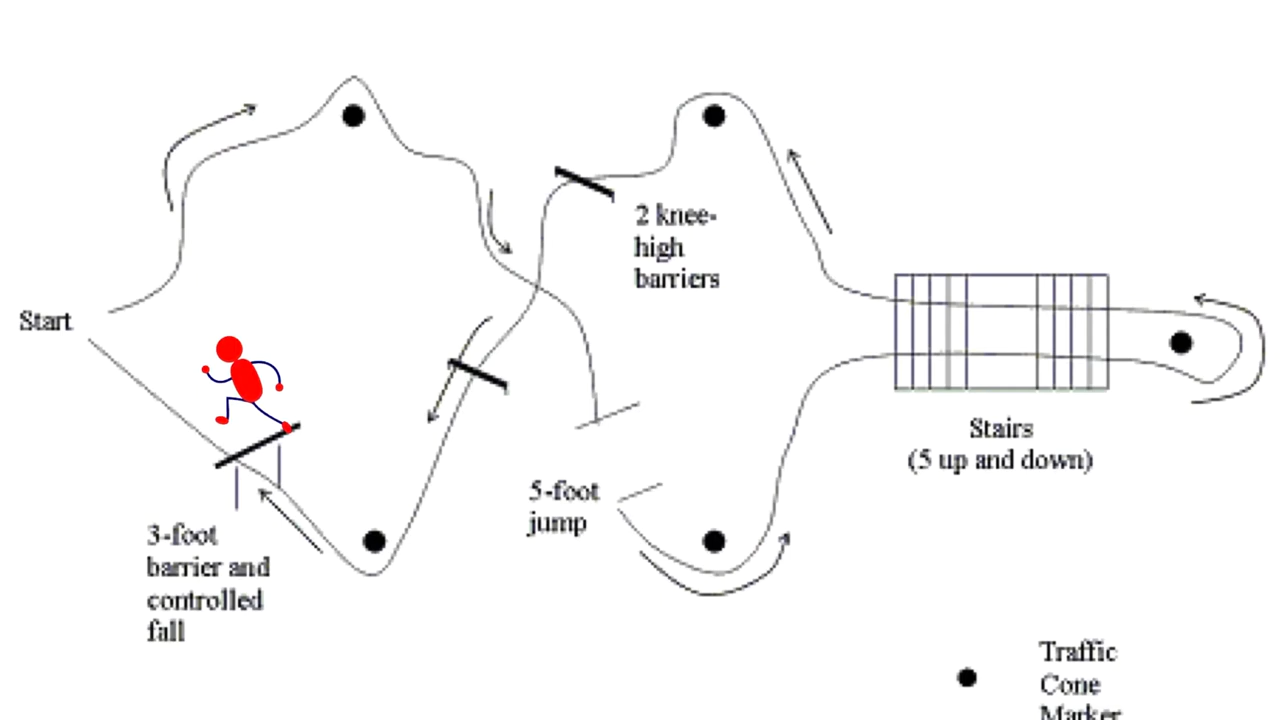 Start
2 knee-
high
barriers
Stairs
(5 up and down)
5-foot
jump
3-foot
barrier and
controlled
fall
Traffic
Cone
Marker